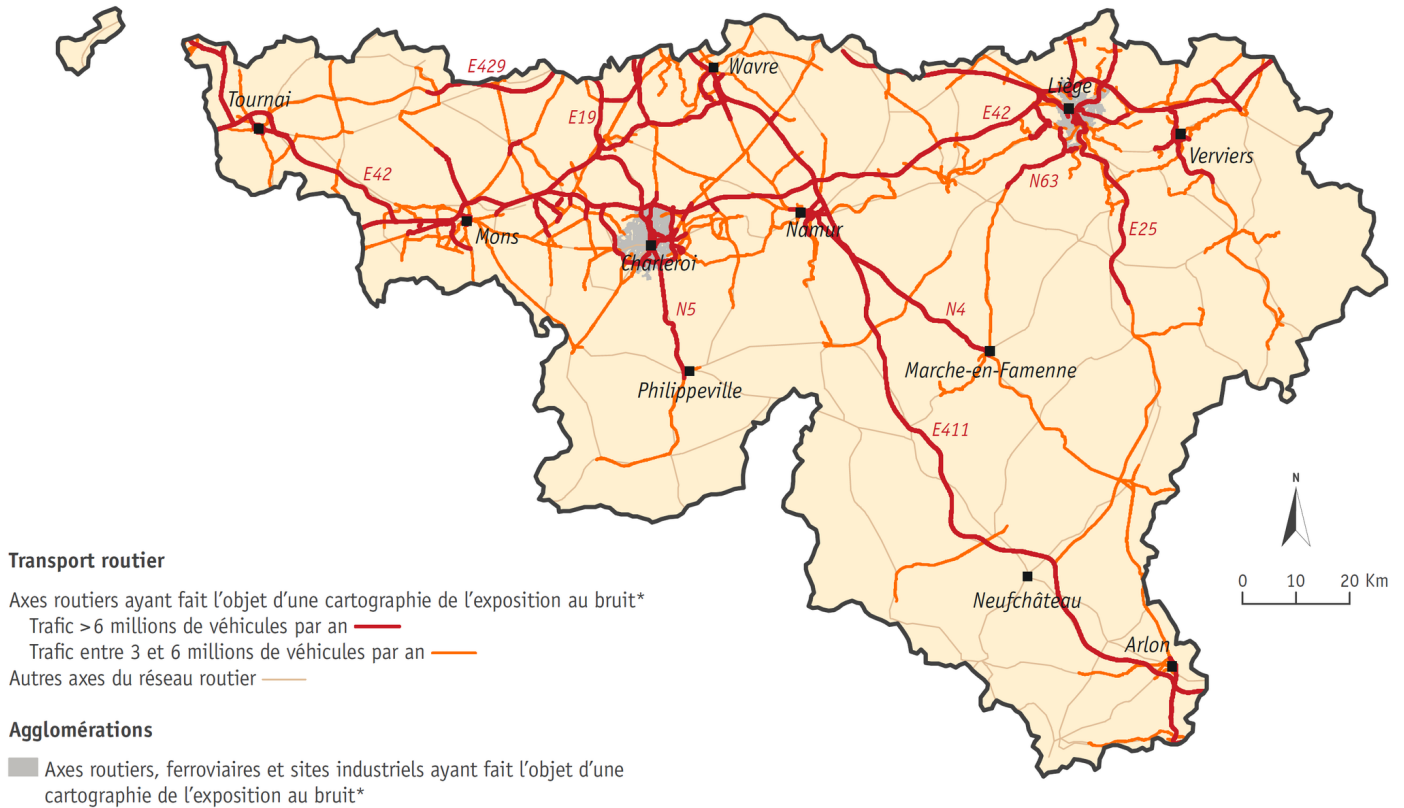 E429
Wavre
Liège
Tournai
E19
E42
Verviers
E42
N63
Mons
Namur
E25
Charleroi
N5
N4
Marche-en-Famenne
Philippeville
E411
N
Transport routier
0 10 20 Km
Axes routiers ayant fait l’objet d’une cartographie de l’exposition au bruit*
Neufchâteau
Trafic >6 millions de véhicules par an
Trafic entre 3 et 6 millions de véhicules par an
Arlon
Autres axes du réseau routier
Agglomérations
Axes routiers, ferroviaires et sites industriels ayant fait l’objet d’une
cartographie de l’exposition au bruit*